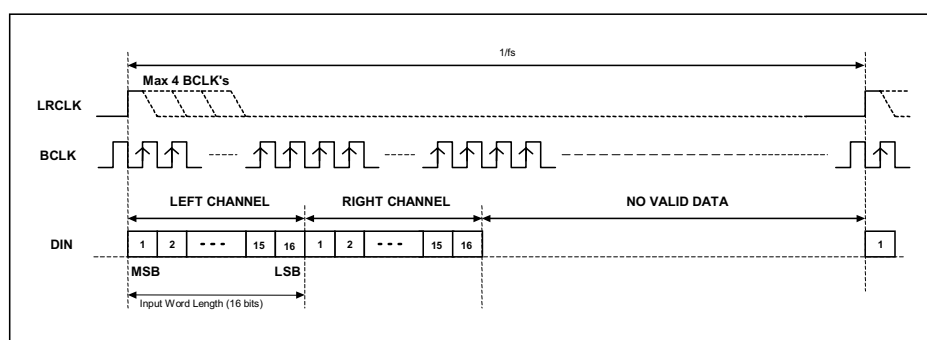 1/fs
Max 4 BCLK's
LRCLK
BCLK
LEFT CHANNEL RIGHT CHANNEL NO VALID DATA
DIN 1 2 - - - 15 16 1 2 - - - 15 16 1
MSB LSB
Input Word Length (16 bits)